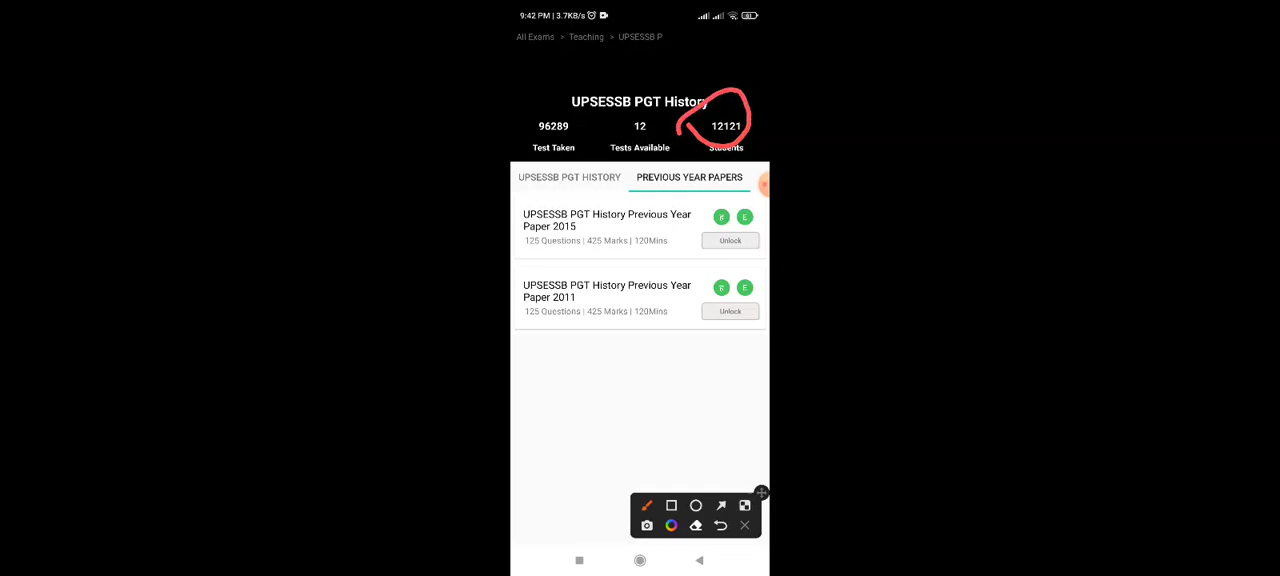 9:42 PM | 3.7KB/s
All Exams > Teaching > UPSESSB P
UPSESSB PGT History
96289 12 12121
Test Taken Tests Available Students
UPSESSB PGT HISTORY PREVIOUS YEAR PAPERS
UPSESSB PGT History Previous Year
Paper 2015
E
125 Questions | 425 Marks | 120Mins
Unlock
UPSESSB PGT History Previous Year
Paper 2011
E
125 Questions | 425 Marks | 120Mins
Unlock